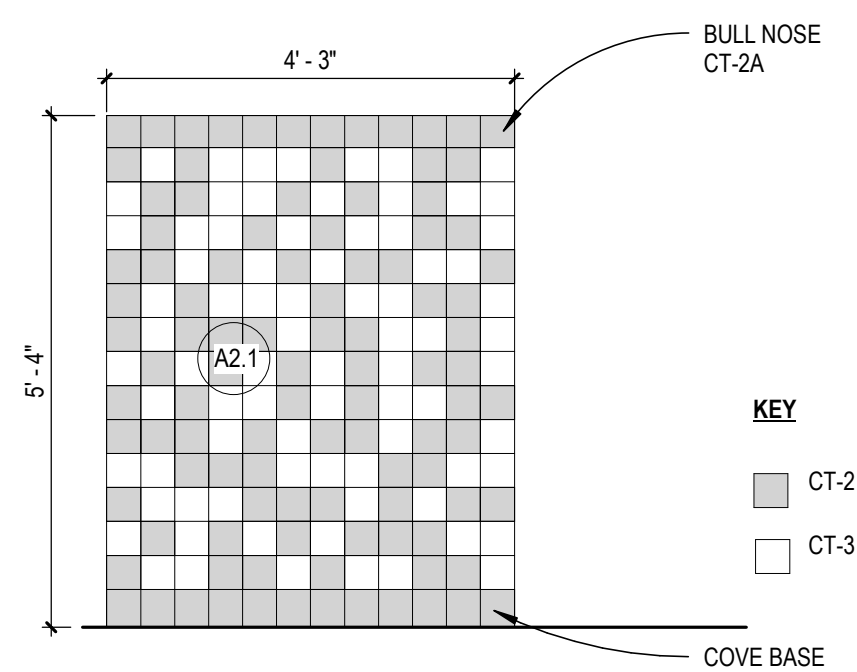 BULL NOSE
CT-2A
4' - 3"
5' - 4"
A2.1
KEY
CT-2
CT-3
COVE BASE